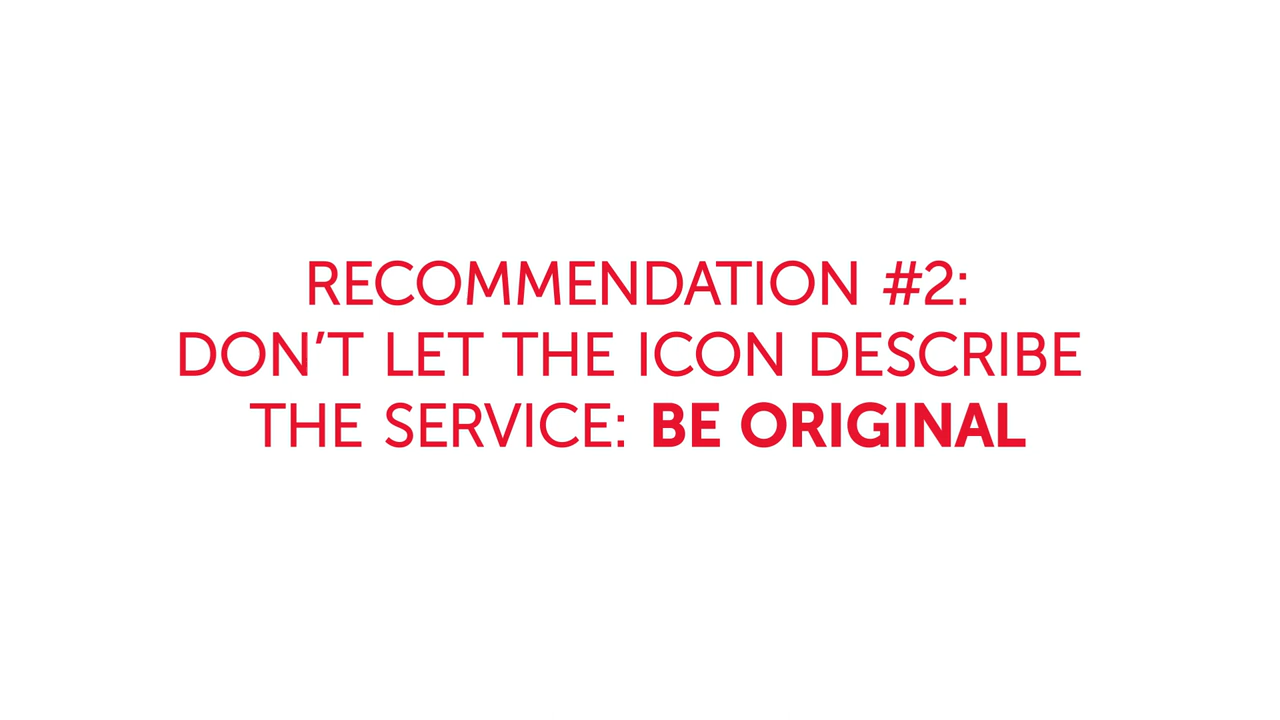 RECOMMENDATION #2:
DON’T LET THE ICON DESCRIBE
THE SERVICE: BE ORIGINAL